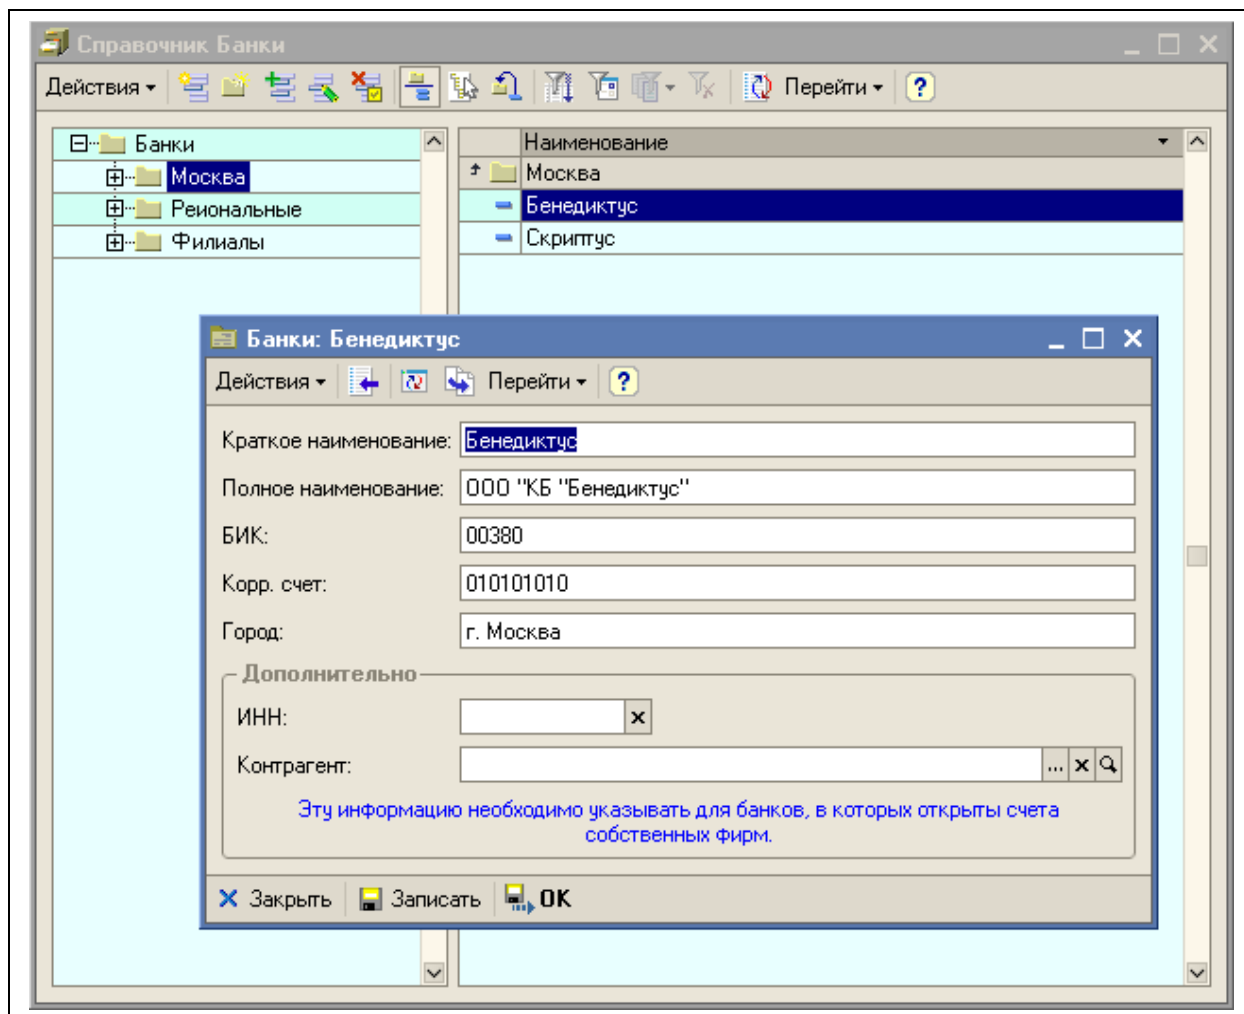 Справочник Банки
Действия Перейти ?
Банки
Москва
Реиональные
Филиалы
Наименование
Москва
Бенедиктус
Скриптус
Банки: Бенедиктус
Действия Перейти ?
Краткое наименование: Бенедиктус
Полное наименование: ООО "КБ "Бенедиктус"
БИК: 00380
Корр. счет: 010101010
Город: г. Москва
Дополнительно
ИНН:
Контрагент: ...
Эту информацию необходимо указывать для банков, в которых открыты счета
собственных фирм.
Закрыть Записать OK